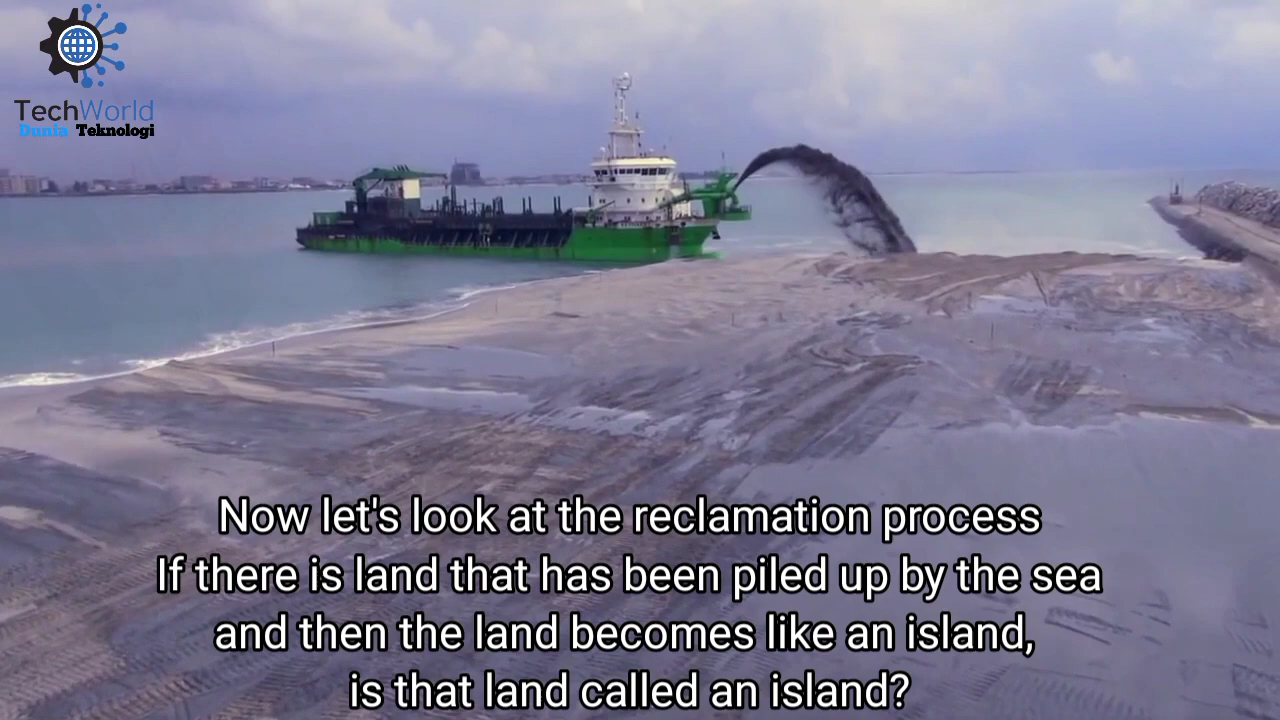 TechWorld
Dunia Teknologi
Now let's look at the reclamation process
If there is land that has been piled up by the sea
and then the land becomes like an island,
is that land called an island?